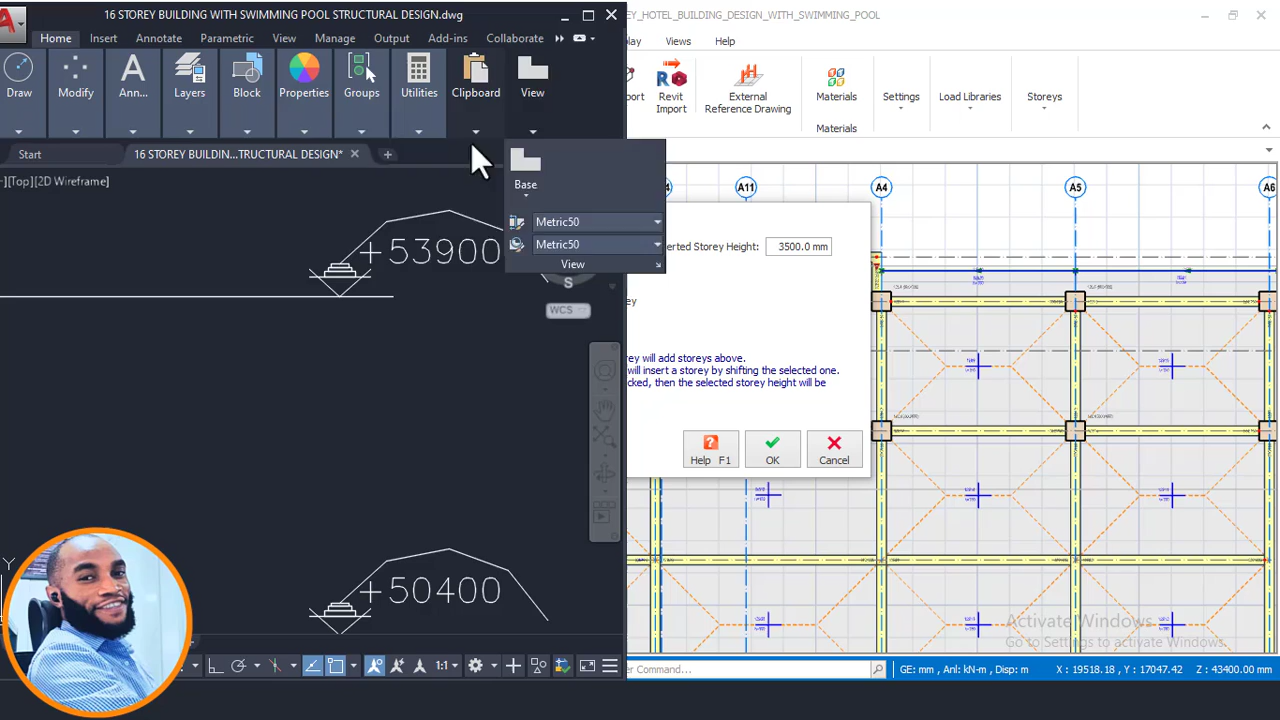 16 STOREY BUILDING WITH SWIMMING POOL STRUCTURAL DESIGN.dwg
EY_HOTEL_BUILDING_DESIGN_WITH_SWIMMING_POOL
Home Insert Annotate Parametric View Manage Output Add-ins Collaborate
play Views Help
Draw Modify Ann... Layers Block Properties Groups Utilities Clipboard View
port Revit Import External Reference Drawing Materials Settings Load Libraries Storeys
Materials
Start 16 STOREY BUILDIN...TRUCTURAL DESIGN*
-][Top][2D Wireframe]
Base
Metric50
Metric50
View
4 A11 A4 A5 A6
erted Storey Height: 3500.0 mm
+53900
S
WCS
ey
rey will add storeys above.
will insert a storey by shifting the selected one.
cked, then the selected storey height will be
Help F1 OK Cancel
+50400
Y
Activate Windows
Go to Settings to activate Windows.
1:1
er Command...
GE: mm, Anl: kN-m, Disp: m
X : 19518.18 , Y : 17047.42 Z : 43400.00 mm